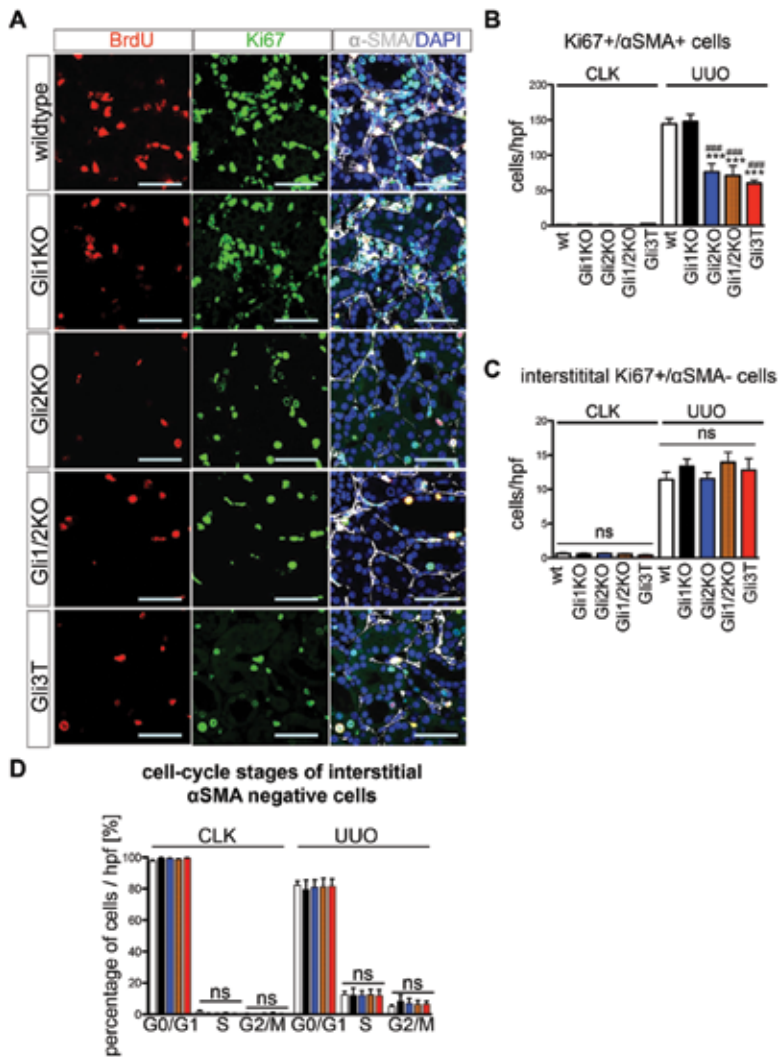 A
BrdU Ki67 α-SMA/DAPI
wildtype
Gli1KO
Gli2KO
Gli1/2KO
Gli3T
B
Ki67+/αSMA+ cells
CLK UUO
200
150
100
50
0
cells/hpf
### ### ###
*** *** ***
wt Gli1KO Gli2KO Gli1/2KO Gli3T wt Gli1KO Gli2KO Gli1/2KO Gli3T
C interstitital Ki67+/αSMA- cells
CLK UUO
ns
20
15
10
5
0
cells/hpf
ns
wt Gli1KO Gli2KO Gli1/2KO Gli3T wt Gli1KO Gli2KO Gli1/2KO Gli3T
D
cell-cycle stages of interstitial
αSMA negative cells
CLK UUO
percentage of cells / hpf [%]
100
80
60
40
20
0
ns ns ns ns
G0/G1 S G2/M G0/G1 S G2/M